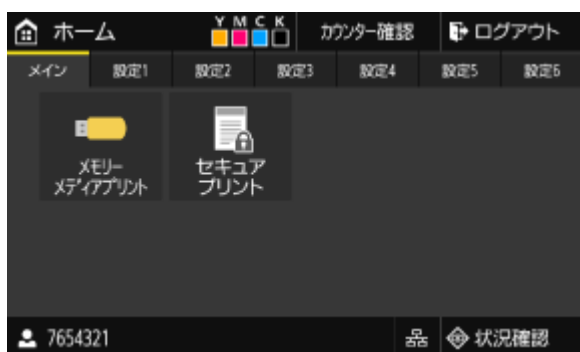 ホーム
Y M C K
カウンター確認
ログアウト
メイン
設定1
設定2
設定3
設定4
設定5
設定6
メモリー
メディアプリント
セキュア
プリント
7654321
状況確認